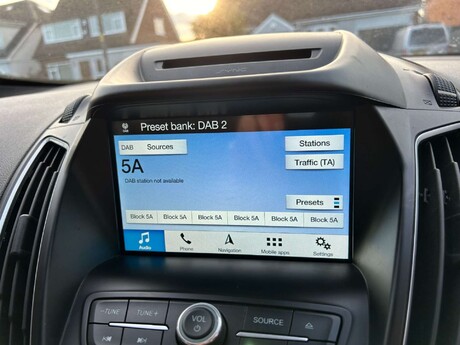 Preset bank: DAB 2
DAB Sources
Stations
5A
Traffic (TA)
DAB station not available
Presets
Block 5A Block 5A Block 5A Block 5A Block 5A Block 5A
Audio Phone Navigation Mobile apps Settings
− TUNE + VOL SOURCE